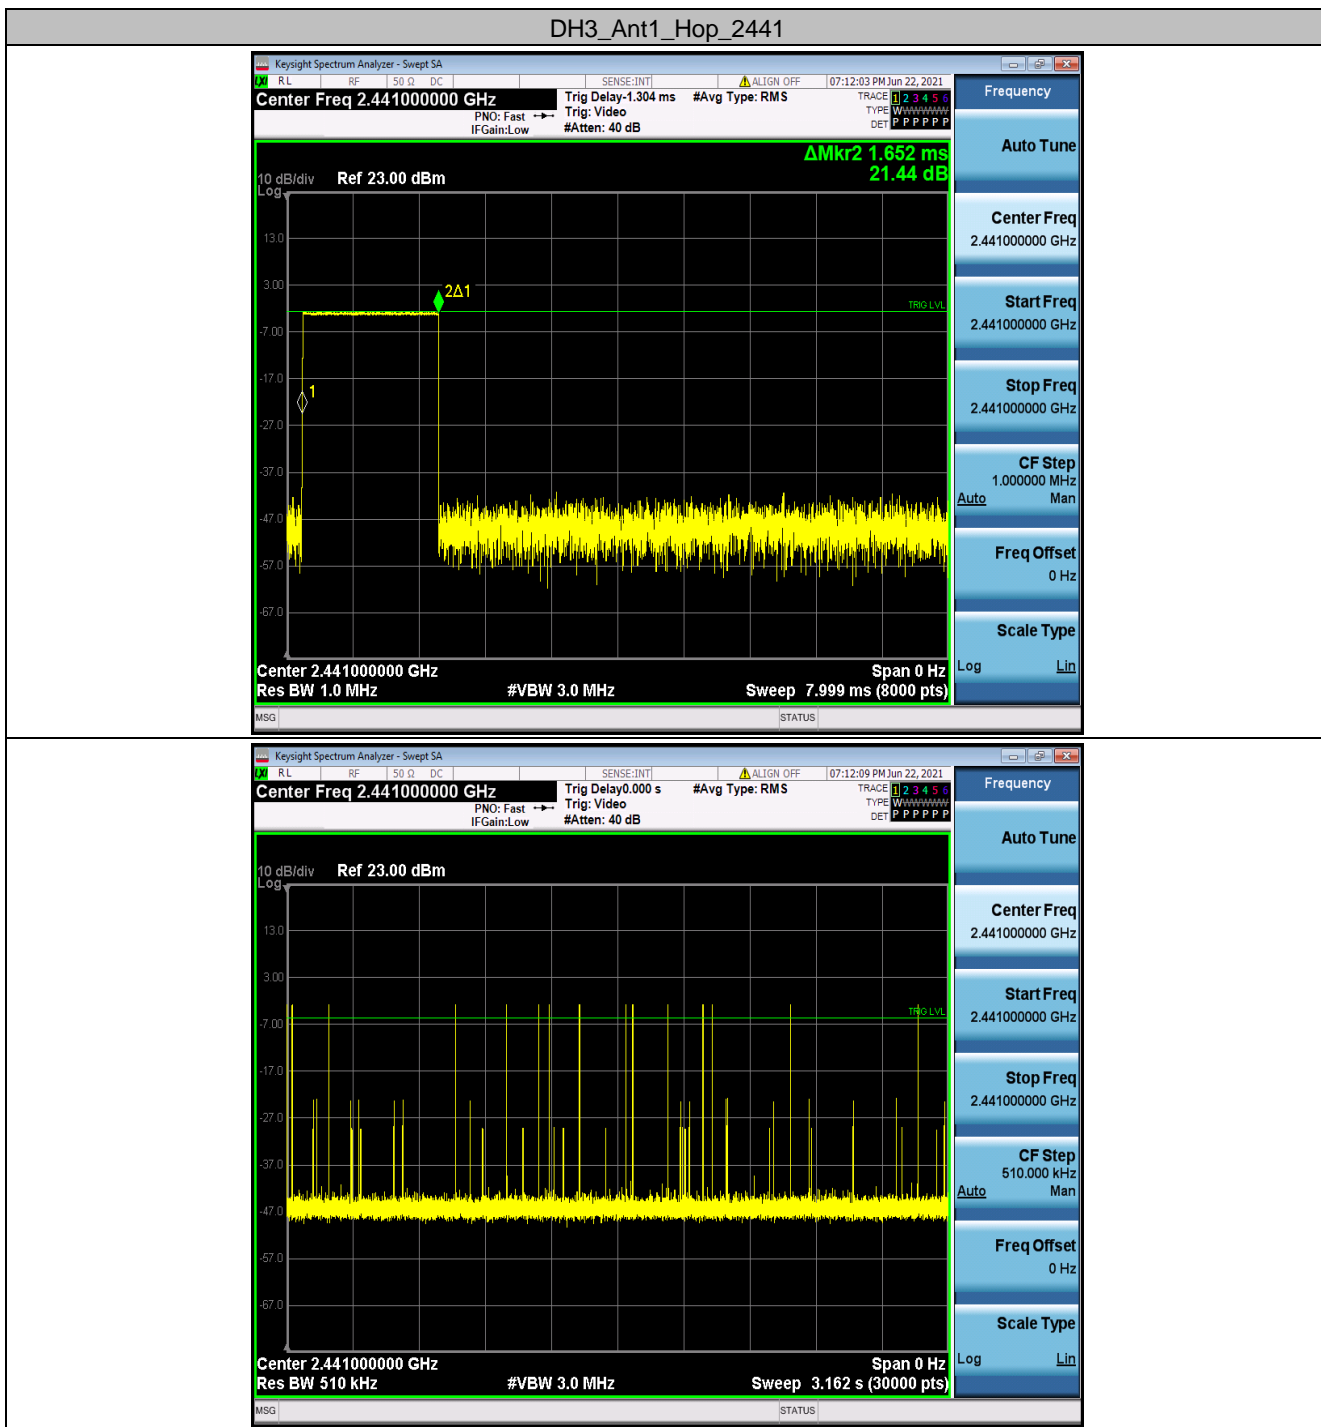 DH3_Ant1_Hop_2441
Keysight Spectrum Analyzer - Swept SA
LXI RL RF 50 Ω DC SENSE:INT ALIGN OFF 07:12:03 PM Jun 22, 2021
Center Freq 2.441000000 GHz Trig Delay-1.304 ms #Avg Type: RMS TRACE 1 2 3 4 5 6
PNO: Fast Trig: Video TYPE WWWWWW
IFGain:Low #Atten: 40 dB DET P P P P P P
ΔMkr2 1.652 ms
10 dB/div Ref 23.00 dBm 21.44 dB
Log
13.0
3.00
2Δ1
TRIG LVL
-7.00
-17.0
1
-27.0
-37.0
-47.0
-57.0
-67.0
Center 2.441000000 GHz Span 0 Hz
Res BW 1.0 MHz #VBW 3.0 MHz Sweep 7.999 ms (8000 pts)
MSG STATUS
Frequency
Auto Tune
Center Freq
2.441000000 GHz
Start Freq
2.441000000 GHz
Stop Freq
2.441000000 GHz
CF Step
1.000000 MHz
Auto Man
Freq Offset
0 Hz
Scale Type
Log Lin
Keysight Spectrum Analyzer - Swept SA
LXI RL RF 50 Ω DC SENSE:INT ALIGN OFF 07:12:09 PM Jun 22, 2021
Center Freq 2.441000000 GHz Trig Delay0.000 s #Avg Type: RMS TRACE 1 2 3 4 5 6
PNO: Fast Trig: Video TYPE WWWWWW
IFGain:Low #Atten: 40 dB DET P P P P P P
10 dB/div Ref 23.00 dBm
Log
13.0
3.00
TRIG LVL
-7.00
-17.0
-27.0
-37.0
-47.0
-57.0
-67.0
Center 2.441000000 GHz Span 0 Hz
Res BW 510 kHz #VBW 3.0 MHz Sweep 3.162 s (30000 pts)
MSG STATUS
Frequency
Auto Tune
Center Freq
2.441000000 GHz
Start Freq
2.441000000 GHz
Stop Freq
2.441000000 GHz
CF Step
510.000 kHz
Auto Man
Freq Offset
0 Hz
Scale Type
Log Lin